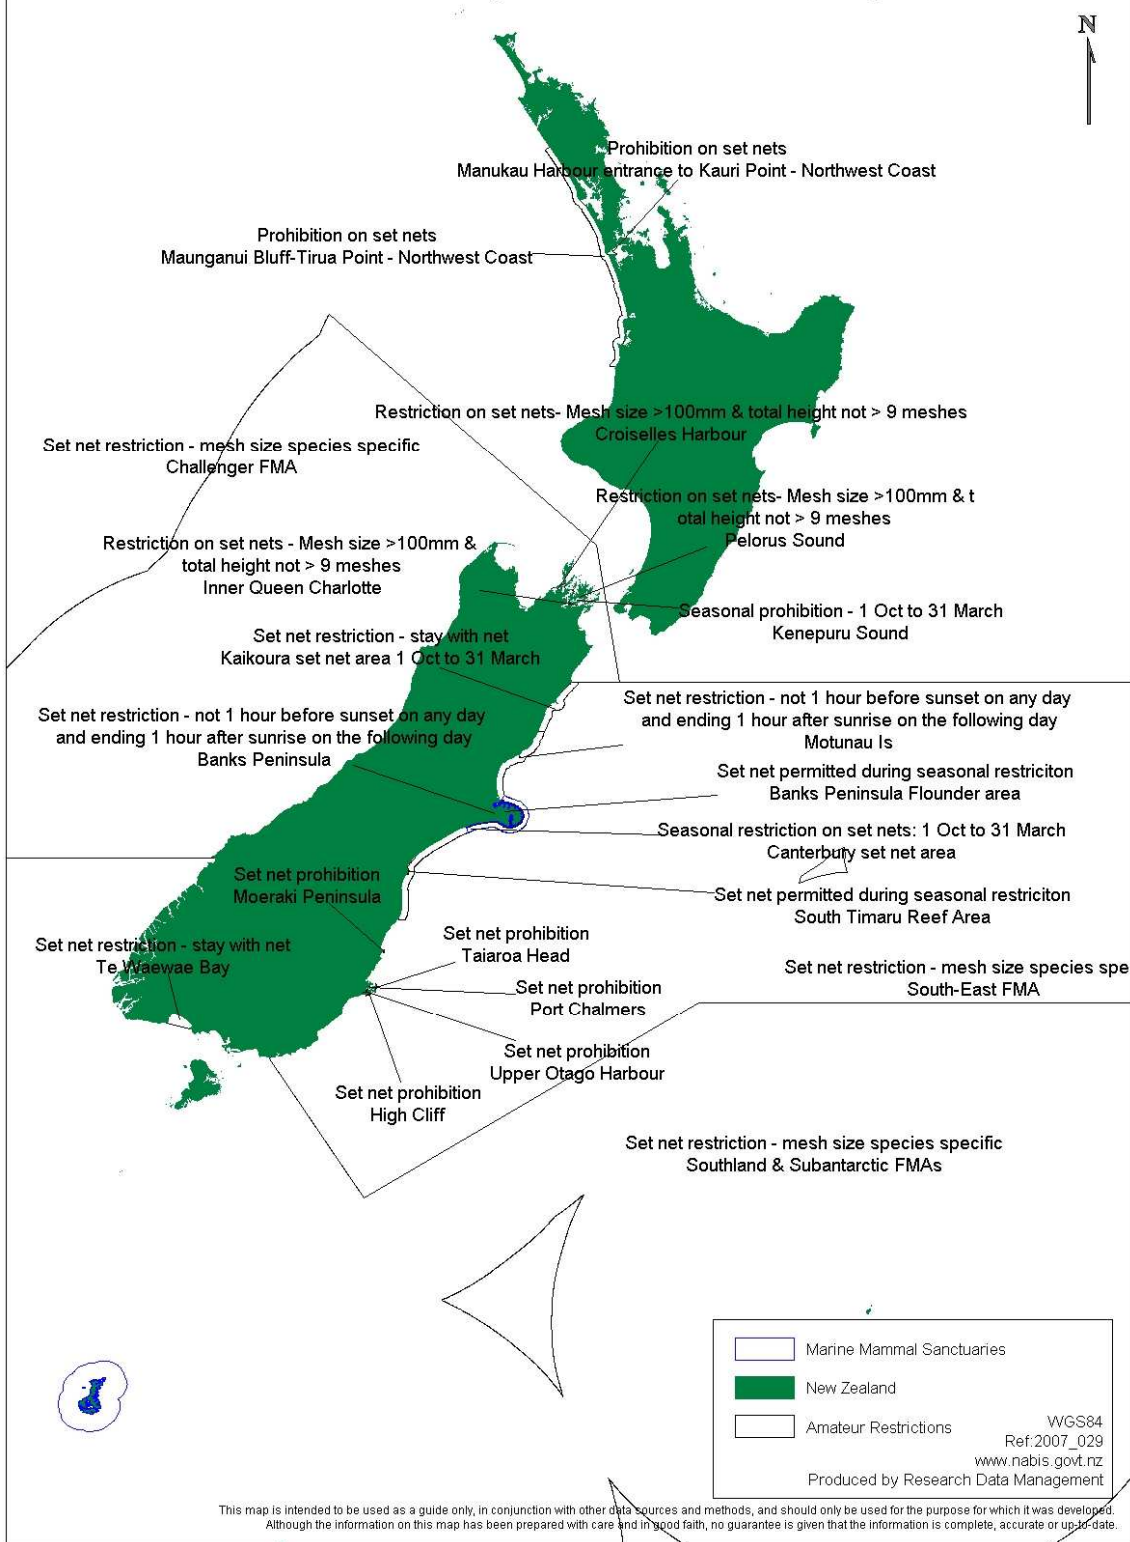 N
Prohibition on set nets
Manukau Harbour entrance to Kauri Point - Northwest Coast
Prohibition on set nets
Maunganui Bluff-Tirua Point - Northwest Coast
Restriction on set nets- Mesh size >100mm & total height not > 9 meshes
Croiselles Harbour
Set net restriction - mesh size species specific
Challenger FMA
Restriction on set nets- Mesh size >100mm & t
otal height not > 9 meshes
Pelorus Sound
Restriction on set nets - Mesh size >100mm &
total height not > 9 meshes
Inner Queen Charlotte
Seasonal prohibition - 1 Oct to 31 March
Kenepuru Sound
Set net restriction - stay with net
Kaikoura set net area 1 Oct to 31 March
Set net restriction - not 1 hour before sunset on any day
and ending 1 hour after sunrise on the following day
Motunau Is
Set net restriction - not 1 hour before sunset on any day
and ending 1 hour after sunrise on the following day
Banks Peninsula
Set net permitted during seasonal restriciton
Banks Peninsula Flounder area
Seasonal restriction on set nets: 1 Oct to 31 March
Canterbury set net area
Set net prohibition
Moeraki Peninsula
Set net permitted during seasonal restriciton
South Timaru Reef Area
Set net restriction - stay with net
Te Waewae Bay
Set net prohibition
Taiaroa Head
Set net restriction - mesh size species spe
South-East FMA
Set net prohibition
Port Chalmers
Set net prohibition
Upper Otago Harbour
Set net prohibition
High Cliff
Set net restriction - mesh size species specific
Southland & Subantarctic FMAs
Marine Mammal Sanctuaries
New Zealand
Amateur Restrictions
WGS84
Ref:2007_029
www.nabis.govt.nz
Produced by Research Data Management
This map is intended to be used as a guide only, in conjunction with other data sources and methods, and should only be used for the purpose for which it was developed.
Although the information on this map has been prepared with care and in good faith, no guarantee is given that the information is complete, accurate or up-to-date.